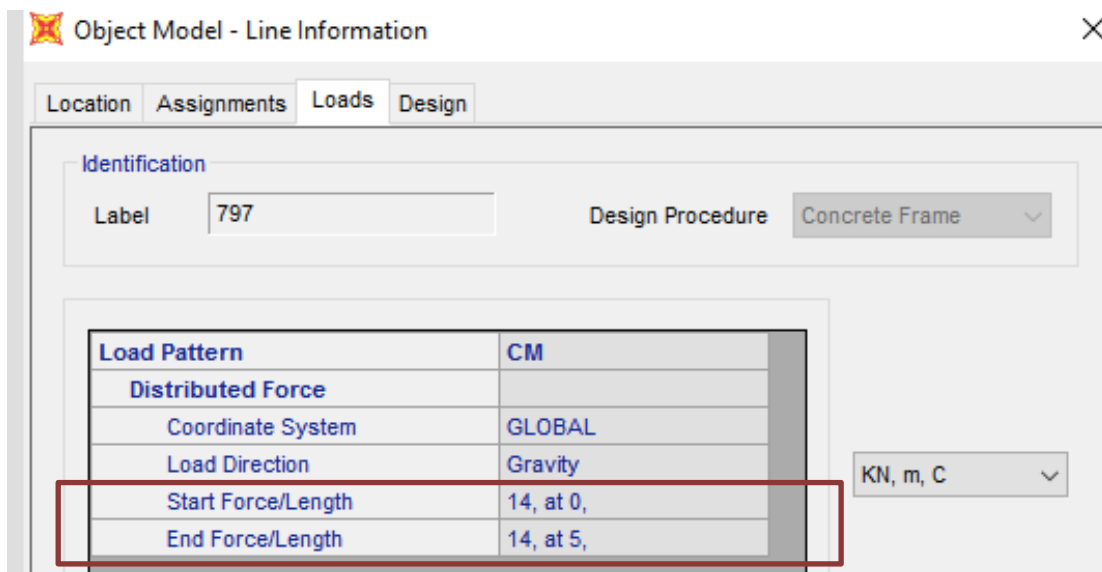 Object Model - Line Information
Location Assignments Loads Design
Identification
Label 797 Design Procedure Concrete Frame
Load Pattern CM
Distributed Force
Coordinate System GLOBAL
Load Direction Gravity
KN, m, C
Start Force/Length 14, at 0,
End Force/Length 14, at 5,